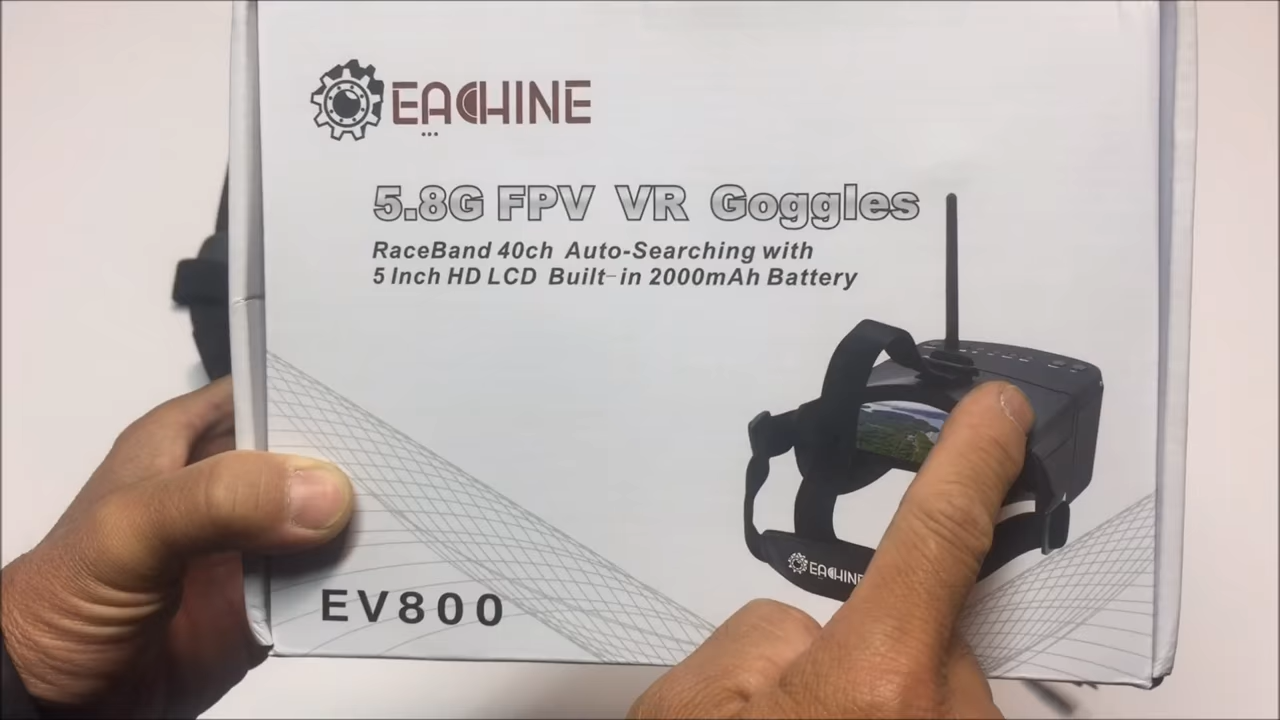 EACHINE
5.8G FPV VR Goggles
RaceBand 40ch Auto-Searching with
5 Inch HD LCD Built-in 2000mAh Battery
EACHINE
EV800